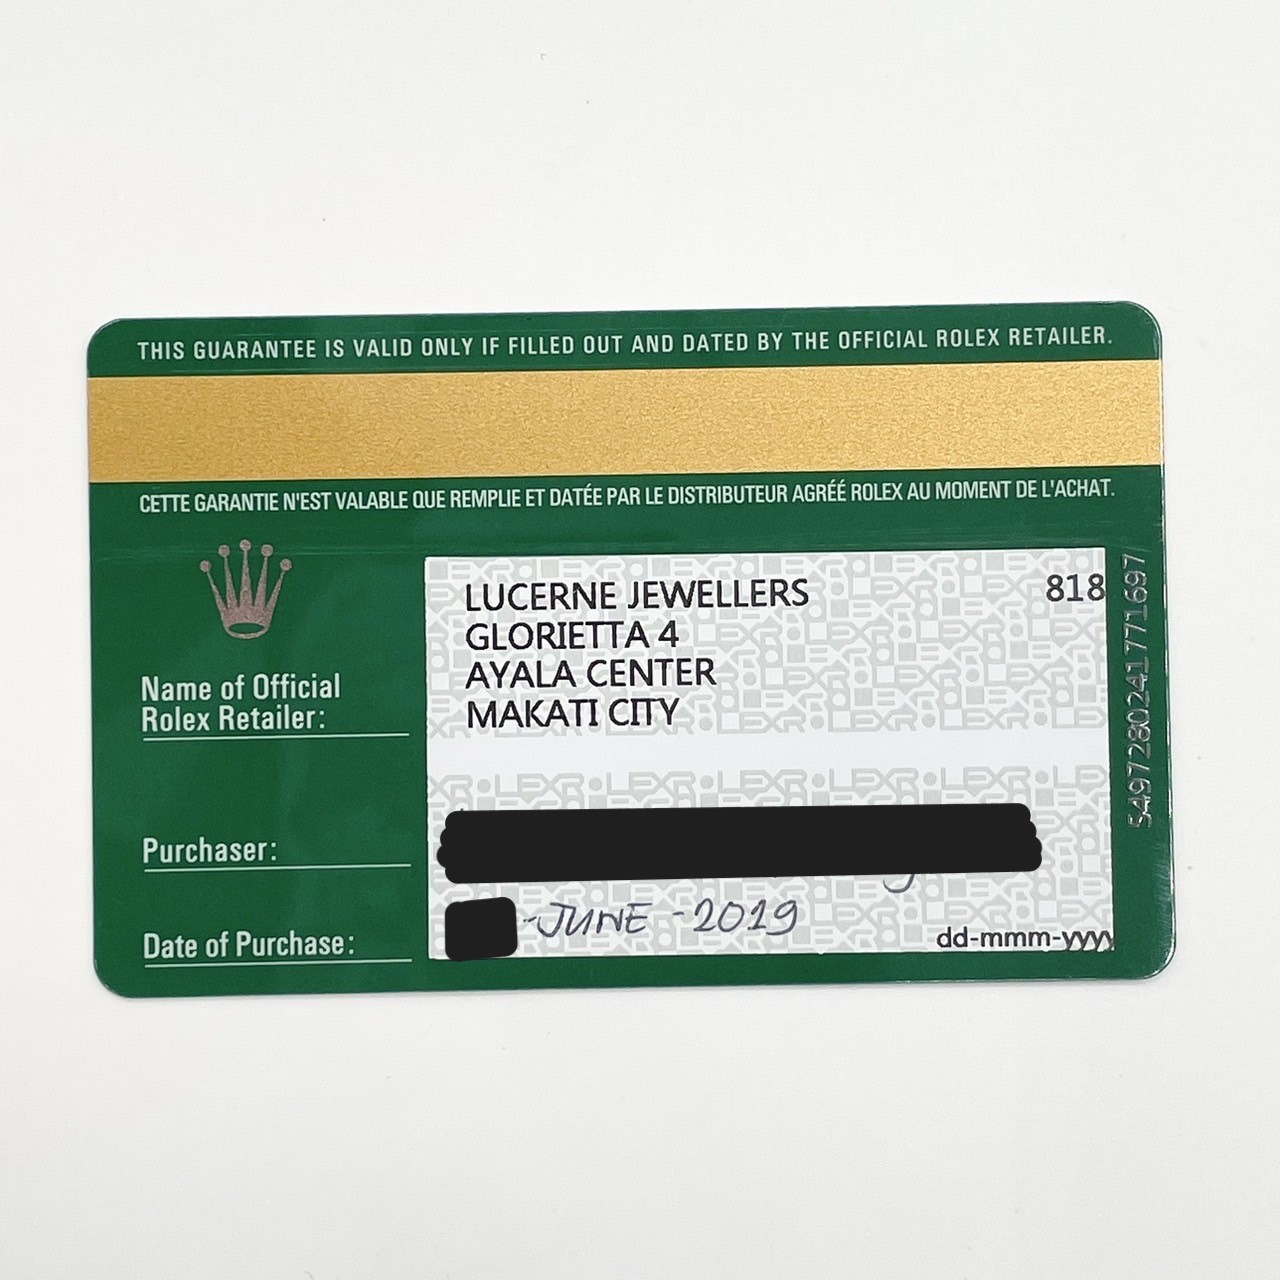 THIS GUARANTEE IS VALID ONLY IF FILLED OUT AND DATED BY THE OFFICIAL ROLEX RETAILER.
CETTE GARANTIE N'EST VALABLE QUE REMPLIE ET DATÉE PAR LE DISTRIBUTEUR AGRÉÉ ROLEX AU MOMENT DE L'ACHAT.
Name of Official
Rolex Retailer:
LUCERNE JEWELLERS 818
GLORIETTA 4
AYALA CENTER
MAKATI CITY
Purchaser:
Date of Purchase:
-JUNE-2019
dd-mmm-yyyy
5497280241771697